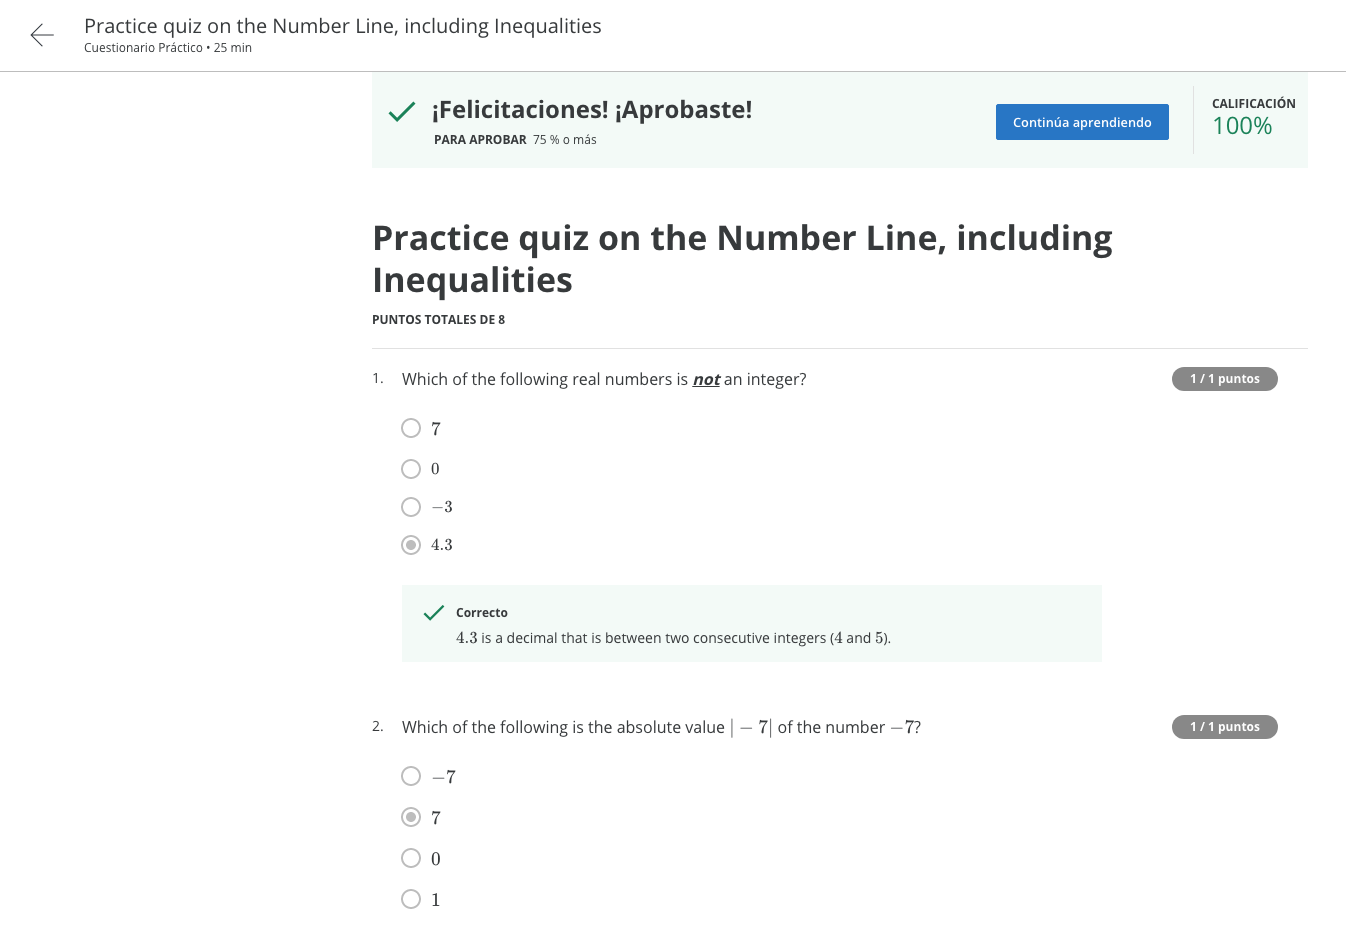 Practice quiz on the Number Line, including Inequalities
Cuestionario Práctico • 25 min
¡Felicitaciones! ¡Aprobaste!
PARA APROBAR 75 % o más
Continúa aprendiendo
CALIFICACIÓN
100%
Practice quiz on the Number Line, including
Inequalities
PUNTOS TOTALES DE 8
1. Which of the following real numbers is not an integer?
1 / 1 puntos
7
0
−3
4.3
Correcto
4.3 is a decimal that is between two consecutive integers (4 and 5).
2. Which of the following is the absolute value | − 7| of the number −7?
1 / 1 puntos
−7
7
0
1